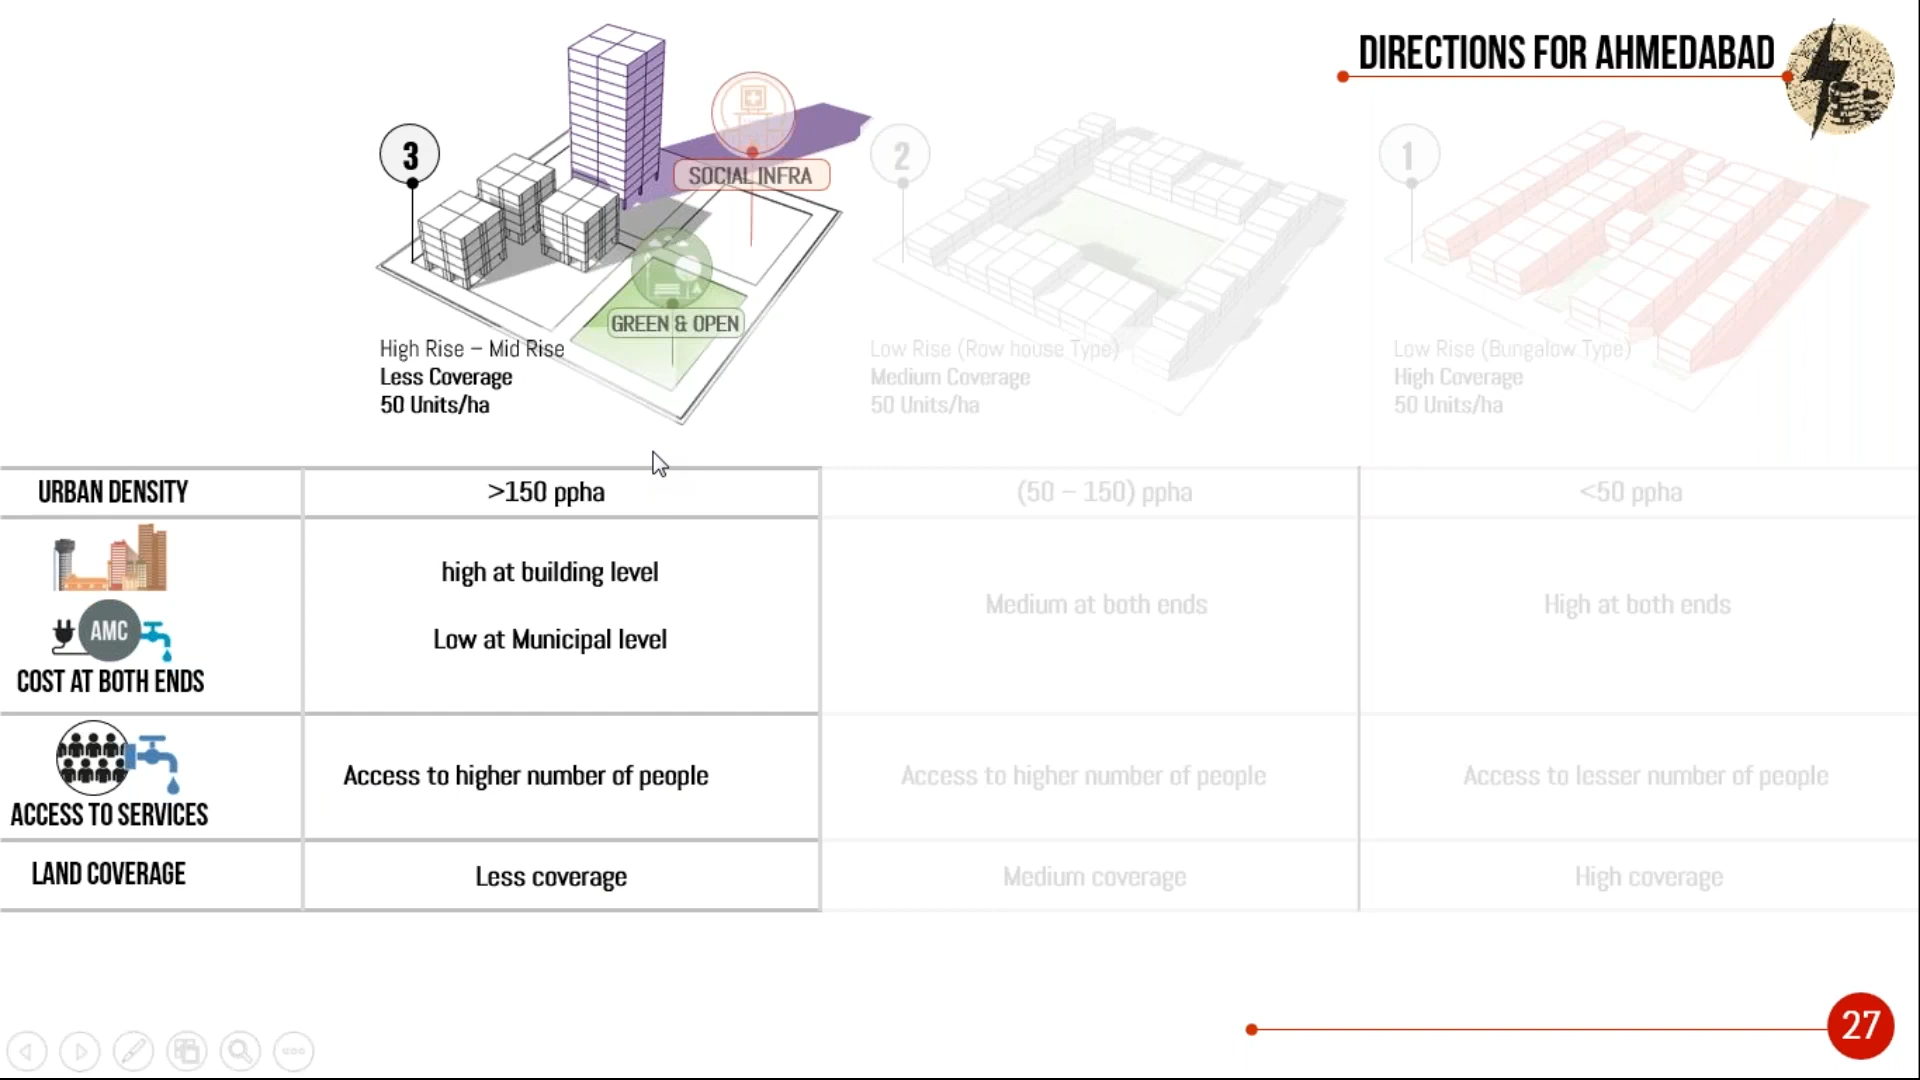 DIRECTIONS FOR AHMEDABAD
3
SOCIAL INFRA
GREEN & OPEN
High Rise – Mid Rise
Less Coverage
50 Units/ha
2
Low Rise (Row house Type)
Medium Coverage
50 Units/ha
1
Low Rise (Bungalow Type)
High Coverage
50 Units/ha
URBAN DENSITY
>150 ppha
(50 – 150) ppha
<50 ppha
AMC
COST AT BOTH ENDS
high at building level
Low at Municipal level
Medium at both ends
High at both ends
ACCESS TO SERVICES
Access to higher number of people
Access to higher number of people
Access to lesser number of people
LAND COVERAGE
Less coverage
Medium coverage
High coverage
27